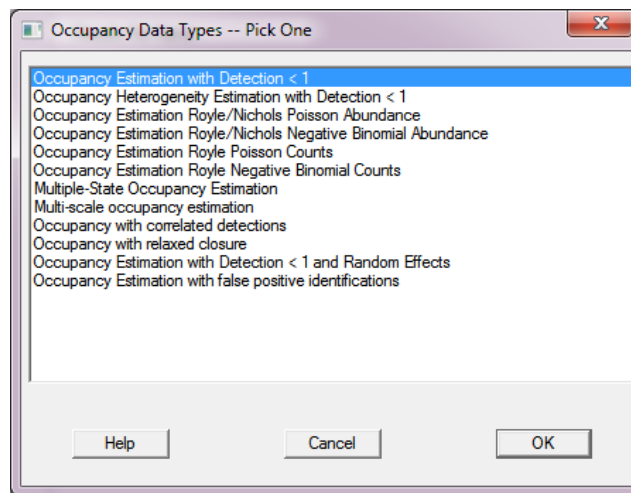 Occupancy Data Types -- Pick One
Occupancy Estimation with Detection < 1
Occupancy Heterogeneity Estimation with Detection < 1
Occupancy Estimation Royle/Nichols Poisson Abundance
Occupancy Estimation Royle/Nichols Negative Binomial Abundance
Occupancy Estimation Royle Poisson Counts
Occupancy Estimation Royle Negative Binomial Counts
Multiple-State Occupancy Estimation
Multi-scale occupancy estimation
Occupancy with correlated detections
Occupancy with relaxed closure
Occupancy Estimation with Detection < 1 and Random Effects
Occupancy Estimation with false positive identifications
Help Cancel OK